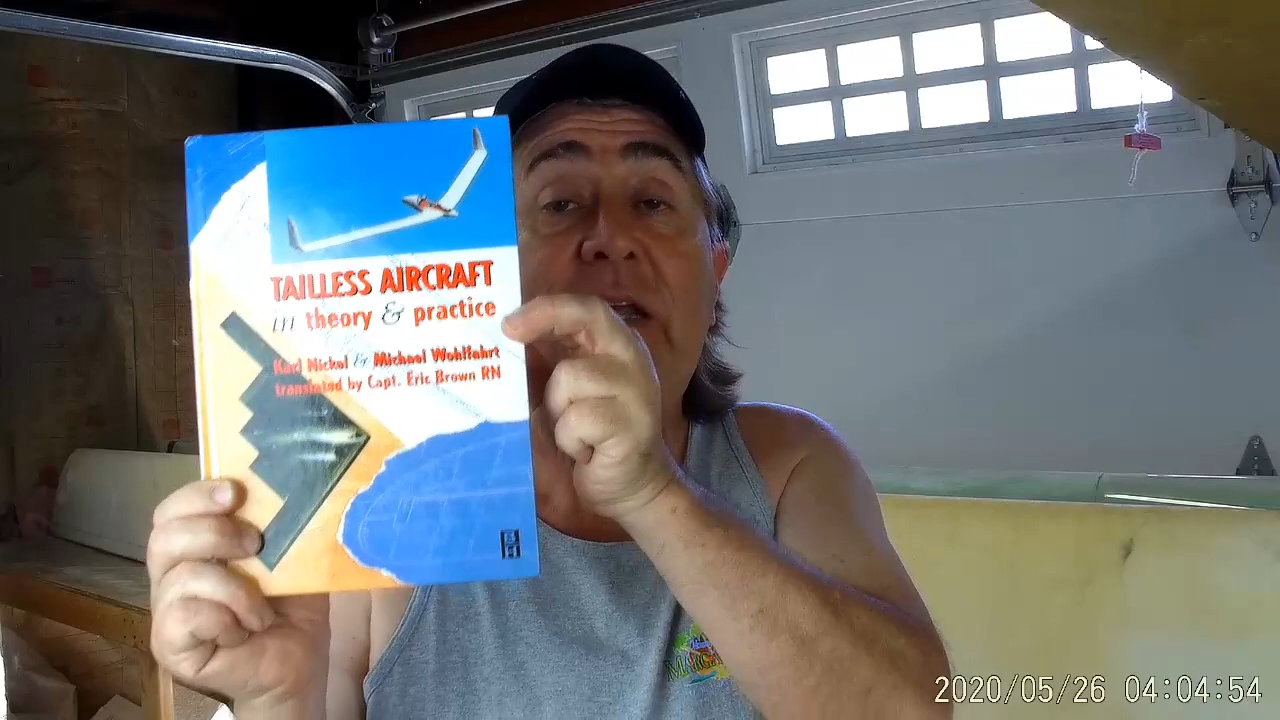 TAILLESS AIRCRAFT
in theory & practice
Karl Nickel & Michael Wohlfahrt
translated by Capt. Eric Brown RN
2020/05/26 04:04:54